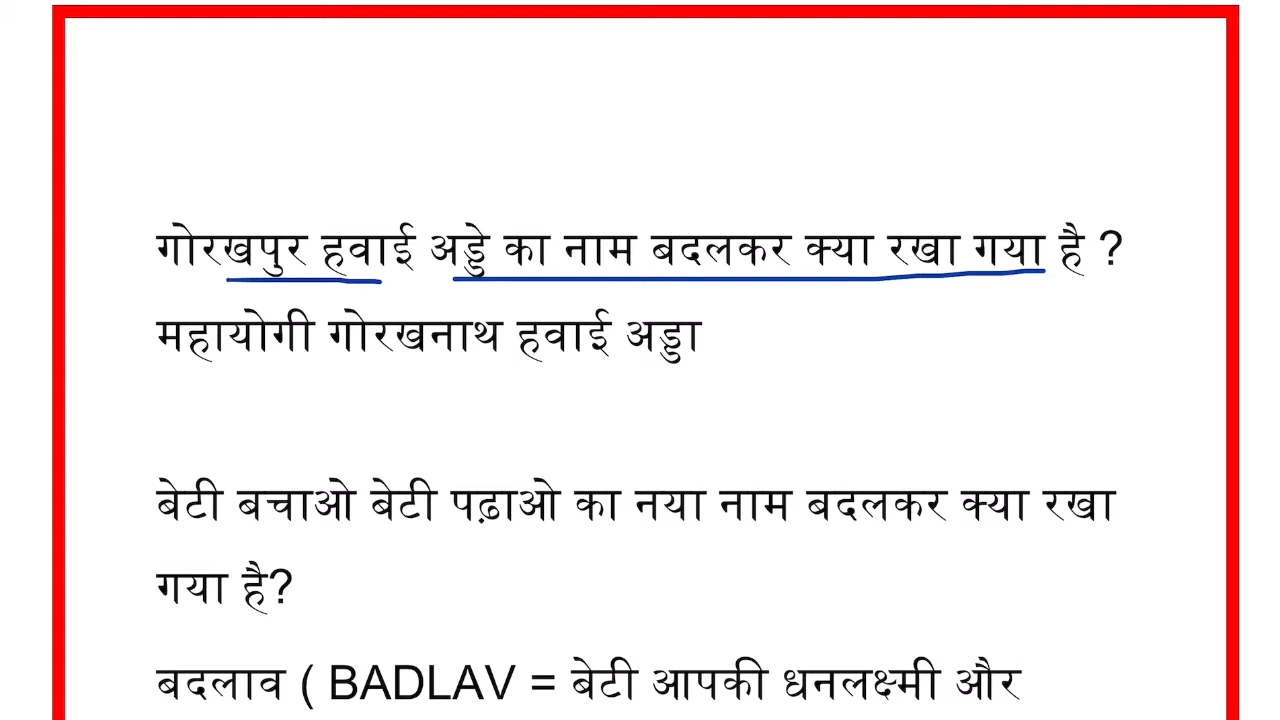 गोरखपुर हवाई अड्डे का नाम बदलकर क्या रखा गया है ?
महायोगी गोरखनाथ हवाई अड्डा
बेटी बचाओ बेटी पढ़ाओ का नया नाम बदलकर क्या रखा
गया है?
बदलाव ( BADLAV = बेटी आपकी धनलक्ष्मी और